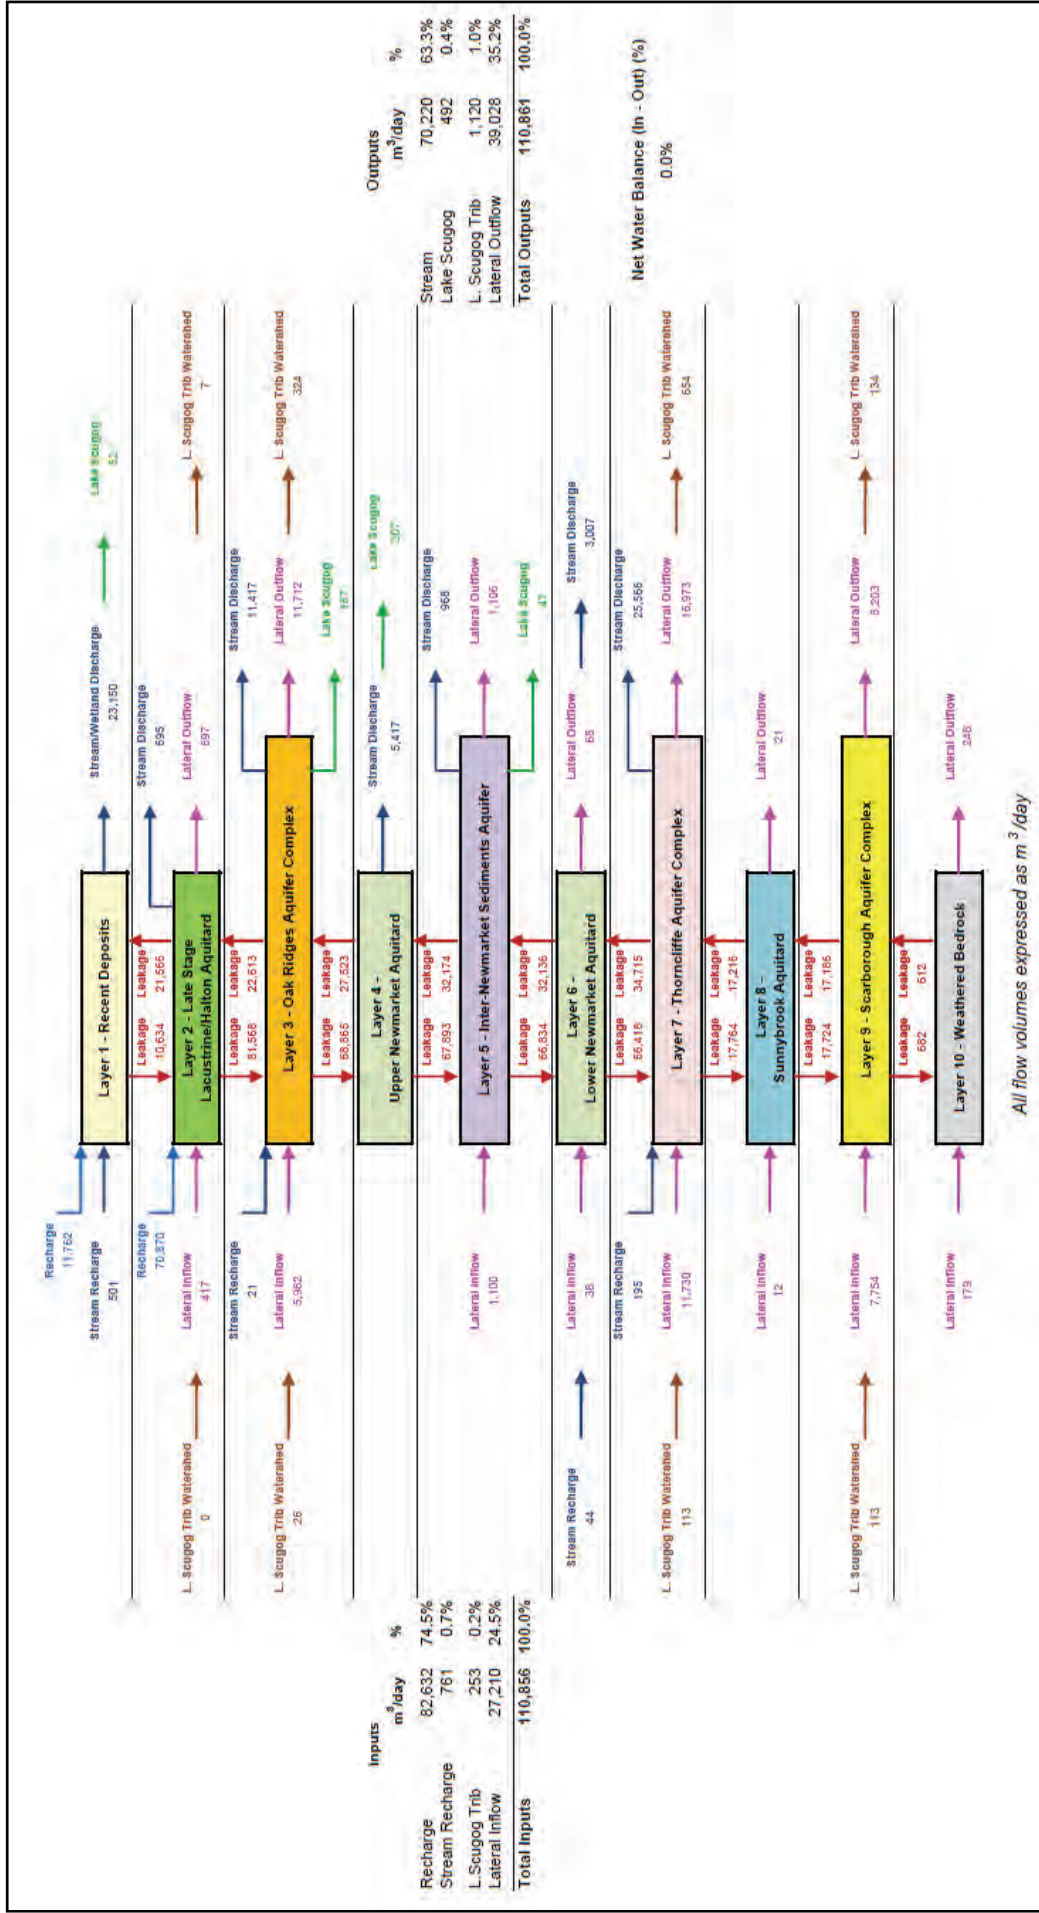 Inputs
m³/day %
Recharge 82,632 74.5%
Stream Recharge 761 0.7%
L.Scugog Trib 253 0.2%
Lateral Inflow 27,210 24.5%
Total Inputs 110,856 100.0%
Recharge
11,762
Stream Recharge
501
Layer 1 - Recent Deposits
Stream/Wetland Discharge
23,150
Lake Scugog
52
Leakage Leakage
10,634 21,566
Recharge
70,870
L. Scugog Trib Watershed
0
Lateral Inflow
417
Layer 2 - Late Stage
Lacustrine/Halton Aquitard
Stream Discharge
695
Lateral Outflow
697
L. Scugog Trib Watershed
7
Leakage Leakage
81,568 22,613
Stream Recharge
21
L. Scugog Trib Watershed
26
Lateral Inflow
5,982
Layer 3 - Oak Ridges Aquifer Complex
Stream Discharge
11,417
Lateral Outflow
11,712
L. Scugog Trib Watershed
324
Lake Scugog
187
Leakage Leakage
68,865 27,623
Layer 4 -
Upper Newmarket Aquitard
Stream Discharge
5,417
Lake Scugog
207
Leakage Leakage
67,893 32,174
Lateral Inflow
1,100
Layer 5 - Inter-Newmarket Sediments Aquifer
Stream Discharge
968
Lateral Outflow
1,106
Lake Scugog
47
Leakage Leakage
66,834 32,136
Stream Recharge
44
Lateral Inflow
38
Layer 6 -
Lower Newmarket Aquitard
Lateral Outflow
68
Stream Discharge
3,007
Leakage Leakage
66,418 34,715
Stream Recharge
195
L. Scugog Trib Watershed
113
Lateral Inflow
11,730
Layer 7 - Thorncliffe Aquifer Complex
Stream Discharge
25,566
Lateral Outflow
16,973
L. Scugog Trib Watershed
654
Leakage Leakage
17,764 17,216
Lateral Inflow
12
Layer 8 -
Sunnybrook Aquitard
Lateral Outflow
21
Leakage Leakage
17,724 17,186
L. Scugog Trib Watershed
113
Lateral Inflow
7,754
Layer 9 - Scarborough Aquifer Complex
Lateral Outflow
8,203
L. Scugog Trib Watershed
134
Leakage Leakage
682 612
Lateral Inflow
179
Layer 10 - Weathered Bedrock
Lateral Outflow
248
Outputs
m³/day %
Stream 70,220 63.3%
Lake Scugog 492 0.4%
L. Scugog Trib 1,120 1.0%
Lateral Outflow 39,028 35.2%
Total Outputs 110,861 100.0%
Net Water Balance (In - Out) (%)
0.0%
All flow volumes expressed as m³/day